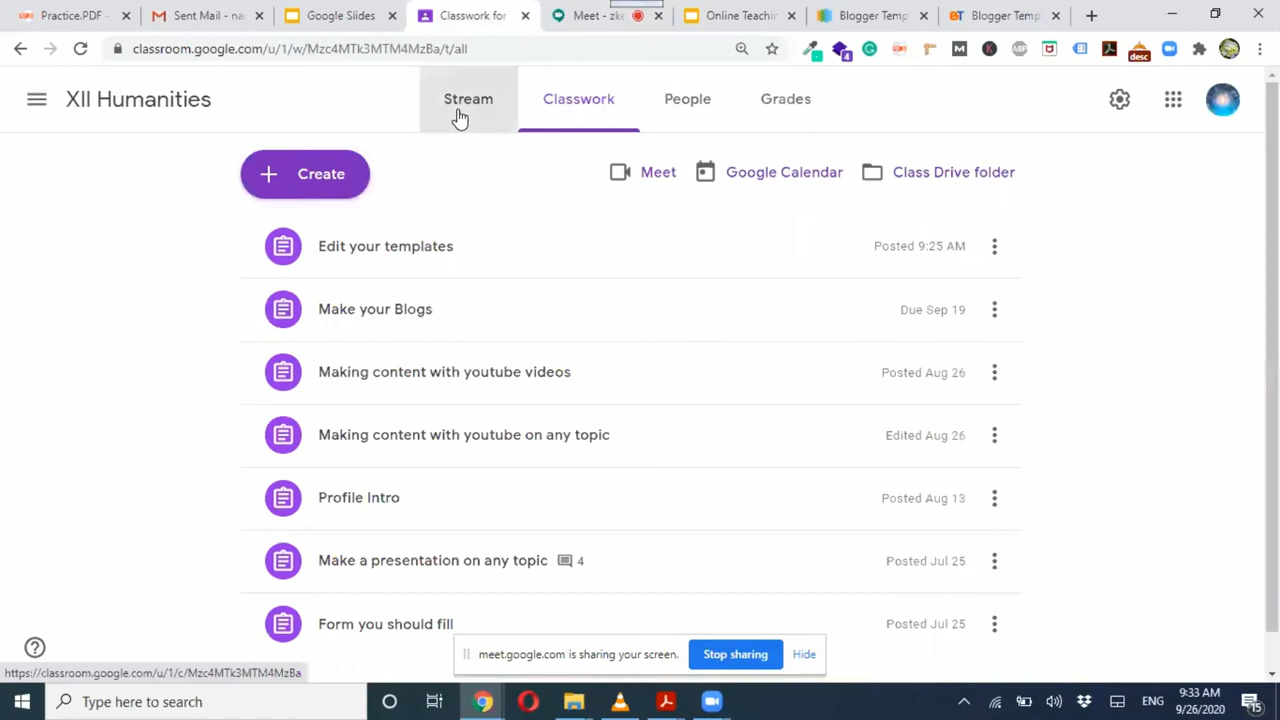 Practice.PDF -
Sent Mail - na
Google Slides
Classwork for
Meet - zke
Online Teachin
Blogger Temp
Blogger Temp
classroom.google.com/u/1/w/Mzc4MTk3MTM4MzBa/t/all
desc
4
XII Humanities
Stream
Classwork
People
Grades
Create
Meet
Google Calendar
Class Drive folder
Edit your templates
Posted 9:25 AM
Make your Blogs
Due Sep 19
Making content with youtube videos
Posted Aug 26
Making content with youtube on any topic
Edited Aug 26
Profile Intro
Posted Aug 13
Make a presentation on any topic
4
Posted Jul 25
Form you should fill
Posted Jul 25
meet.google.com is sharing your screen.
Stop sharing
Hide
https://classroom.google.com/u/1/c/Mzc4MTk3MTM4MzBa
Type here to search
ENG
9:33 AM
9/26/2020
15